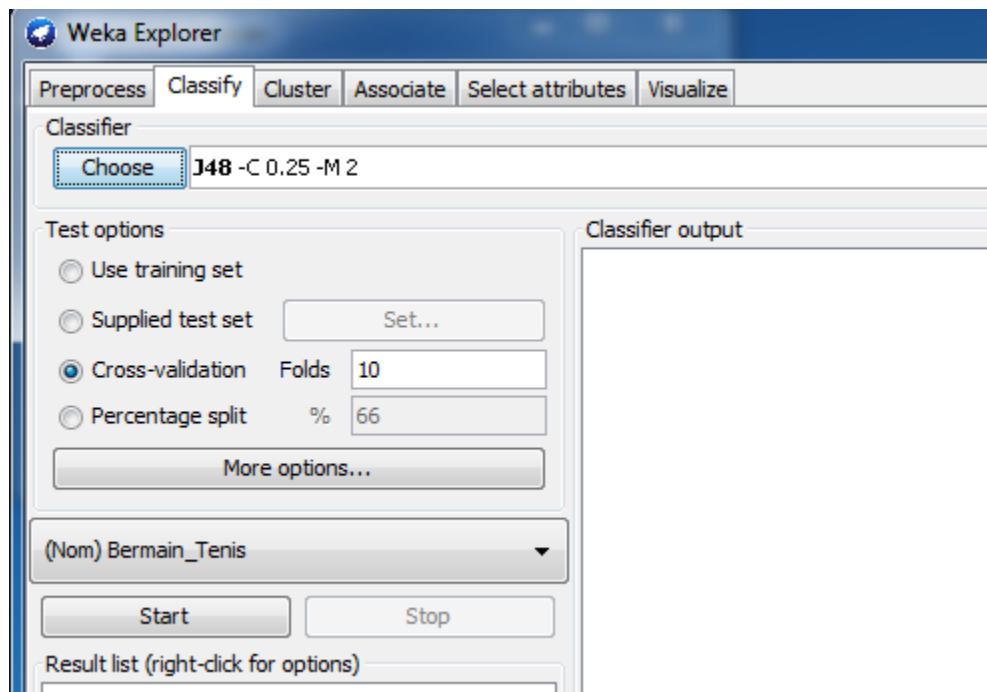 Weka Explorer
Preprocess Classify Cluster Associate Select attributes Visualize
Classifier
Choose J48 -C 0.25 -M 2
Test options
Classifier output
Use training set
Supplied test set Set...
Cross-validation Folds 10
Percentage split % 66
More options...
(Nom) Bermain_Tenis
Start Stop
Result list (right-click for options)